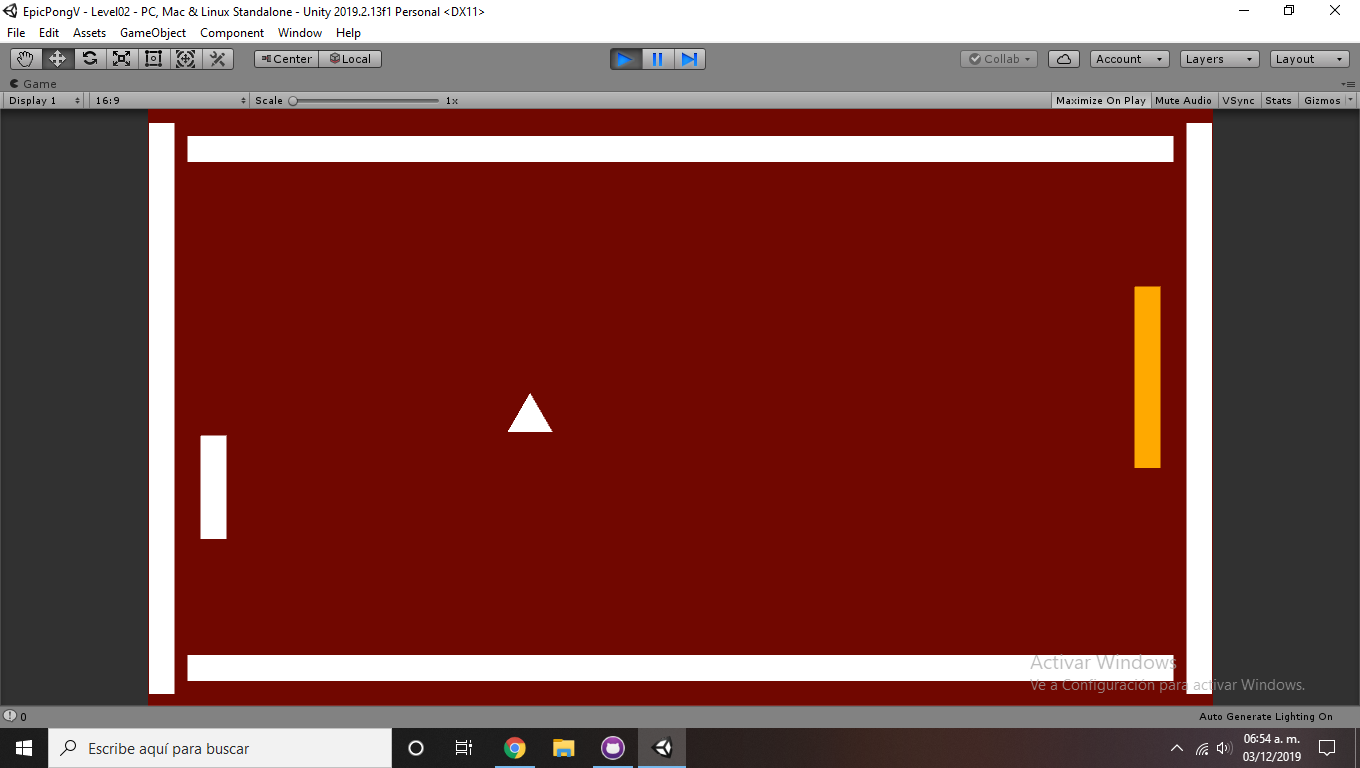 EpicPongV - Level02 - PC, Mac & Linux Standalone - Unity 2019.2.13f1 Personal <DX11>
File Edit Assets GameObject Component Window Help
Center Local Collab Account Layers Layout
Game
Display 1 16:9 Scale 1x Maximize On Play Mute Audio VSync Stats Gizmos
Activar Windows
Ve a Configuración para activar Windows.
0 Auto Generate Lighting On
Escribe aquí para buscar
06:54 a. m.
03/12/2019